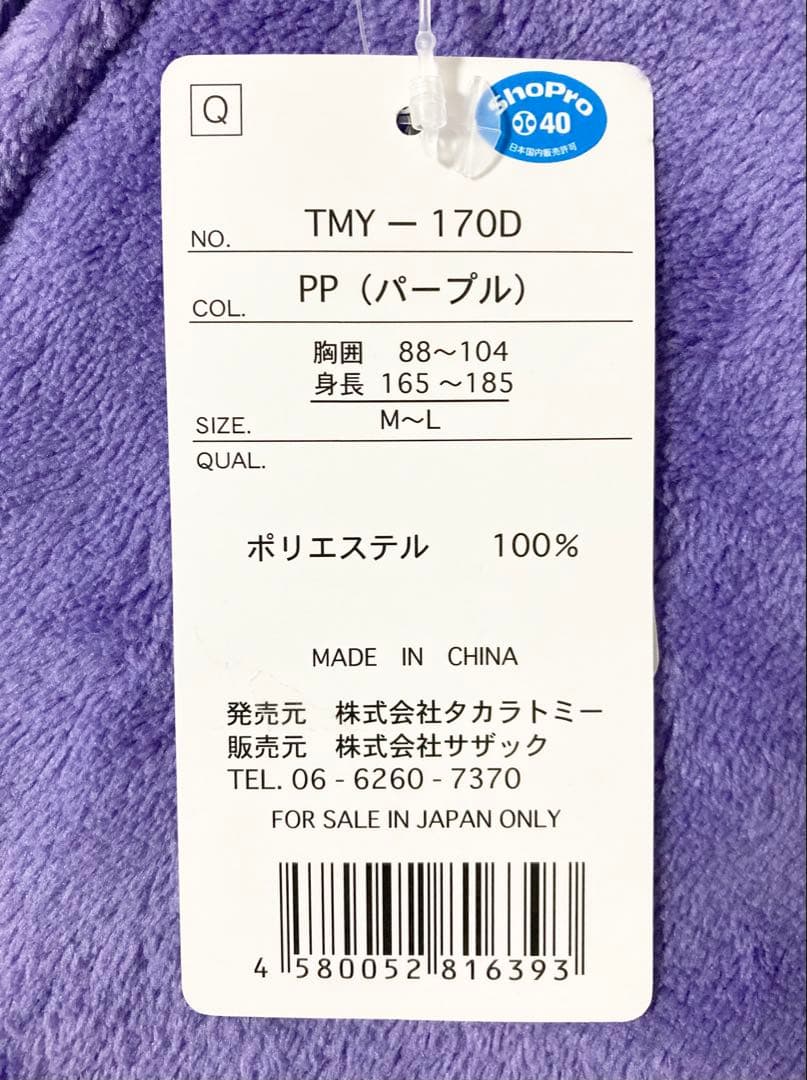 Q
ShoPro
40
日本国内販売許可
NO. TMY － 170D
COL. PP（パープル）
胸囲 88～104
身長 165～185
SIZE. M～L
QUAL.
ポリエステル 100%
MADE IN CHINA
発売元 株式会社タカラトミー
販売元 株式会社サザック
TEL. 06 - 6260 - 7370
FOR SALE IN JAPAN ONLY
4 580052 816393